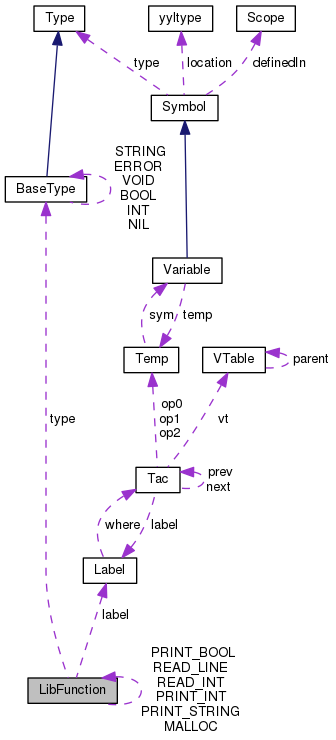 Type
yyltype
Scope
type
location
definedIn
Symbol
STRING
ERROR
VOID
BOOL
INT
NIL
BaseType
Variable
sym
temp
Temp
VTable
parent
op0
op1
op2
vt
type
Tac
prev
next
where
label
Label
label
PRINT_BOOL
READ_LINE
READ_INT
PRINT_INT
PRINT_STRING
MALLOC
LibFunction